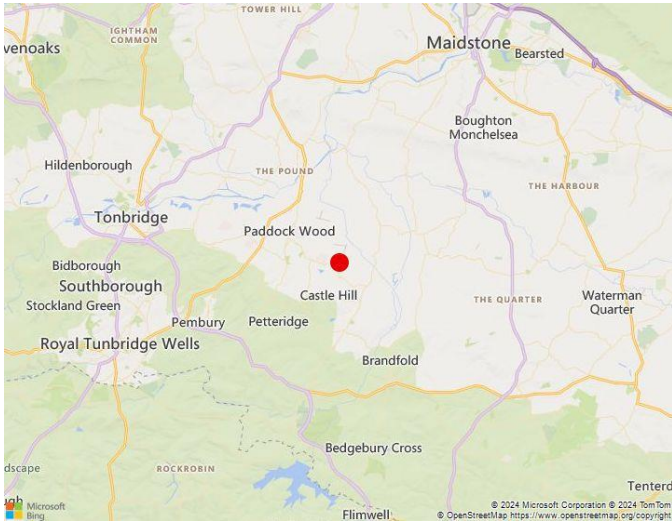 TOWER HILL
IGHTHAM
COMMON
venoaks
Maidstone
Bearsted
Boughton
Monchelsea
Hildenborough
THE POUND
THE HARBOUR
Tonbridge
Paddock Wood
Bidborough
Southborough
Stockland Green
Castle Hill
THE QUARTER
Waterman
Quarter
Pembury
Petteridge
Royal Tunbridge Wells
Brandfold
Bedgebury Cross
dscape
ROCKROBIN
ugh
Flimwell
Tenterd
Microsoft
Bing
© 2024 Microsoft Corporation © 2024 TomTom
© OpenStreetMap https://www.openstreetmap.org/copyright